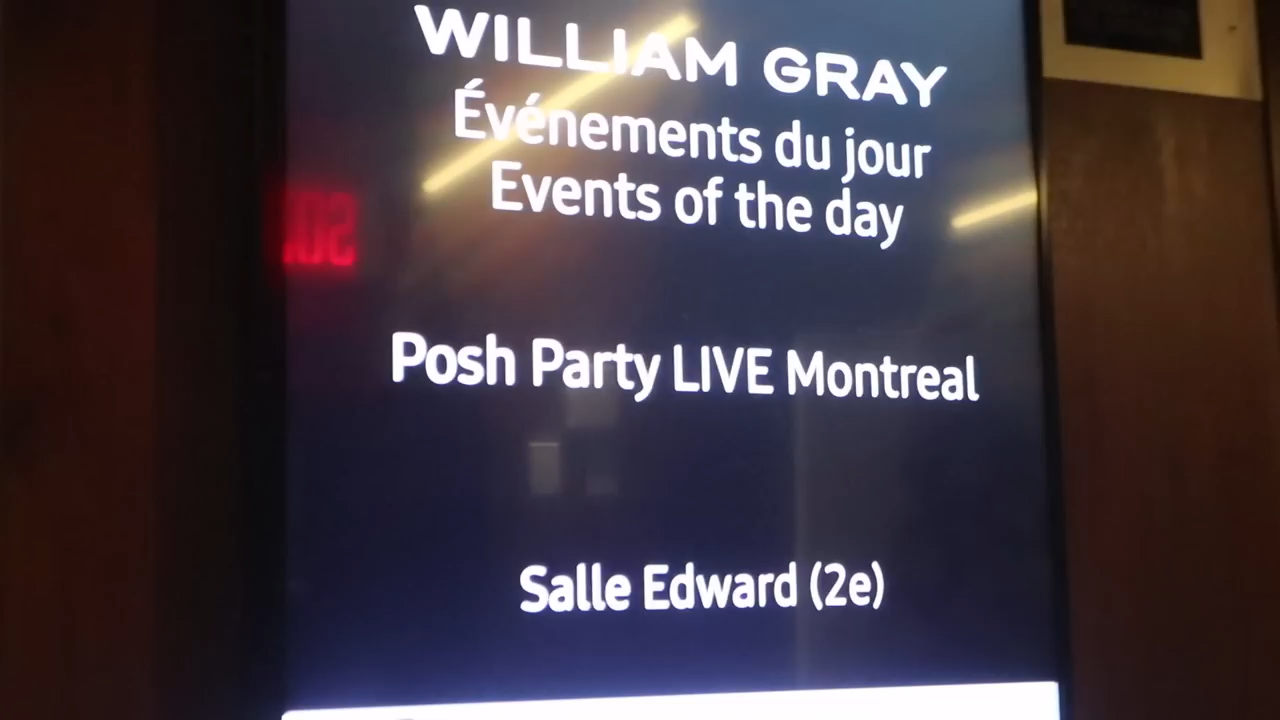 WILLIAM GRAY
Événements du jour
Events of the day
Posh Party LIVE Montreal
Salle Edward (2e)